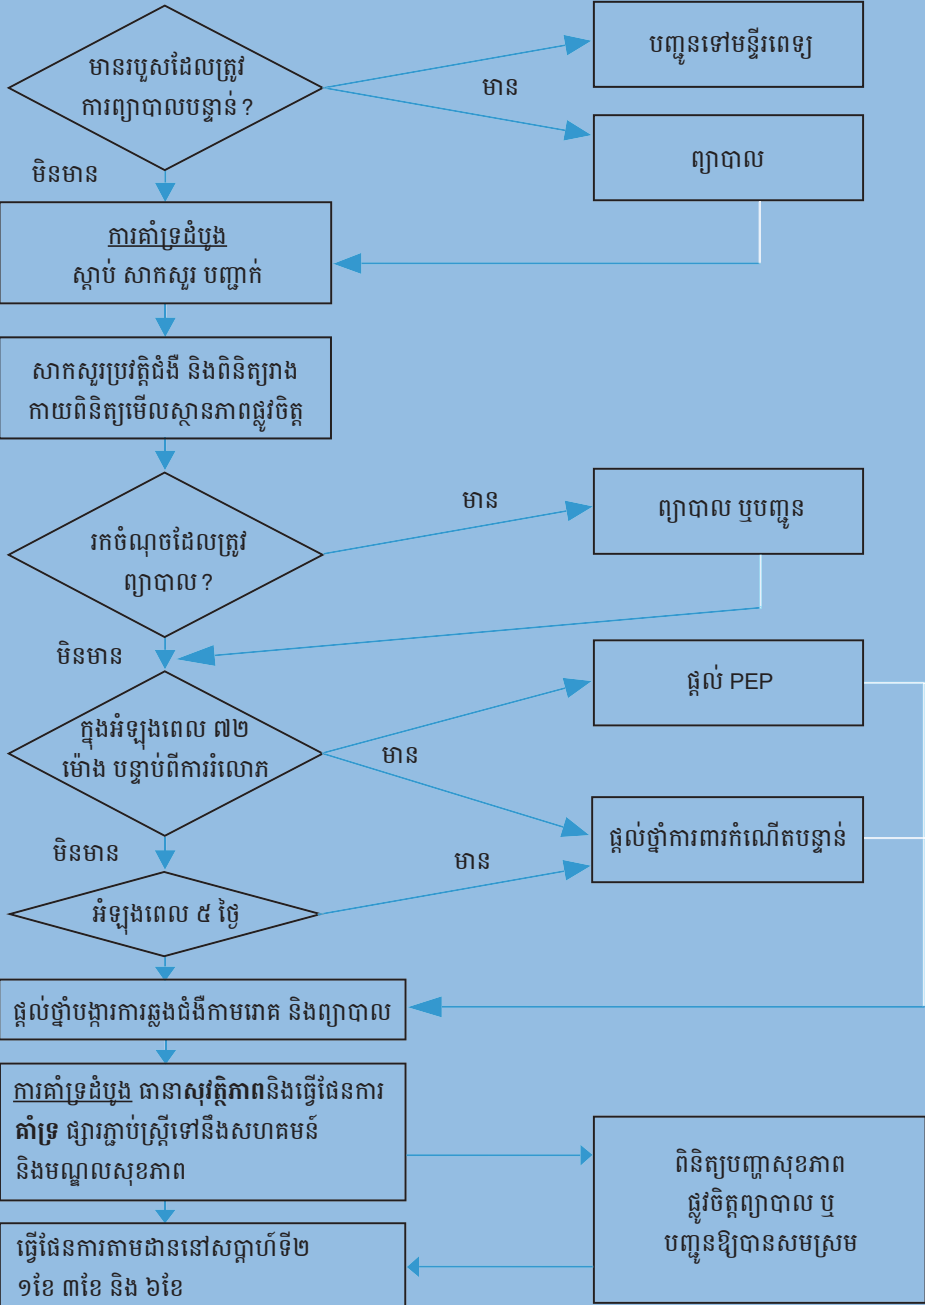 មានរបួសដែលត្រូវ
ការព្យាបាលបន្ទាន់?
មាន
បញ្ជូនទៅមន្ទីរពេទ្យ
ព្យាបាល
មិនមាន
ការគាំទ្រដំបូង
ស្តាប់ សាកសួរ បញ្ជាក់
សាកសួរប្រវត្តិជំងឺ និងពិនិត្យរាង
កាយពិនិត្យមើលស្ថានភាពផ្លូវចិត្ត
រកចំណុចដែលត្រូវ
ព្យាបាល?
មាន
ព្យាបាល ឬបញ្ជូន
មិនមាន
ក្នុងអំឡុងពេល ៧២
ម៉ោង បន្ទាប់ពីការរំលោភ
មាន
ផ្តល់ PEP
ផ្តល់ថ្នាំការពារកំណើតបន្ទាន់
មិនមាន
អំឡុងពេល ៥ ថ្ងៃ
មាន
ផ្តល់ថ្នាំបង្ការការឆ្លងជំងឺកាមរោគ និងព្យាបាល
ការគាំទ្រដំបូង ធានាសុវត្ថិភាពនិងធ្វើផែនការ
គាំទ្រ ផ្សារភ្ជាប់ស្ត្រីទៅនឹងសហគមន៍
និងមណ្ឌលសុខភាព
ពិនិត្យបញ្ហាសុខភាព
ផ្លូវចិត្តព្យាបាល ឬ
បញ្ជូនឱ្យបានសមស្រម
ធ្វើផែនការតាមដាននៅសប្តាហ៍ទី២
១ខែ ៣ខែ និង ៦ខែ